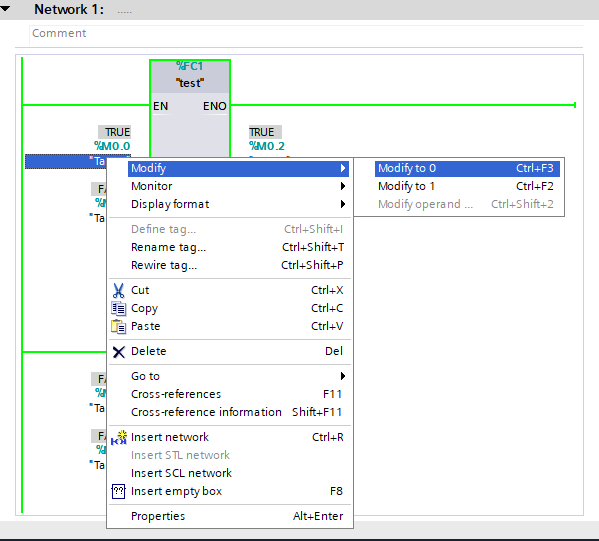 Network 1: .....
Comment
%FC1
"test"
EN ENO
TRUE
%M0.0
"Ta
TRUE
%M0.2
Modify
Modify to 0 Ctrl+F3
Modify to 1 Ctrl+F2
Modify operand ... Ctrl+Shift+2
Monitor
Display format
Define tag... Ctrl+Shift+I
Rename tag... Ctrl+Shift+T
Rewire tag... Ctrl+Shift+P
Cut Ctrl+X
Copy Ctrl+C
Paste Ctrl+V
Delete Del
Go to
Cross-references F11
Cross-reference information Shift+F11
Insert network Ctrl+R
Insert STL network
Insert SCL network
Insert empty box F8
Properties Alt+Enter
FA
%M
"Ta
FA
%M
"Ta
FA
%M
"Ta